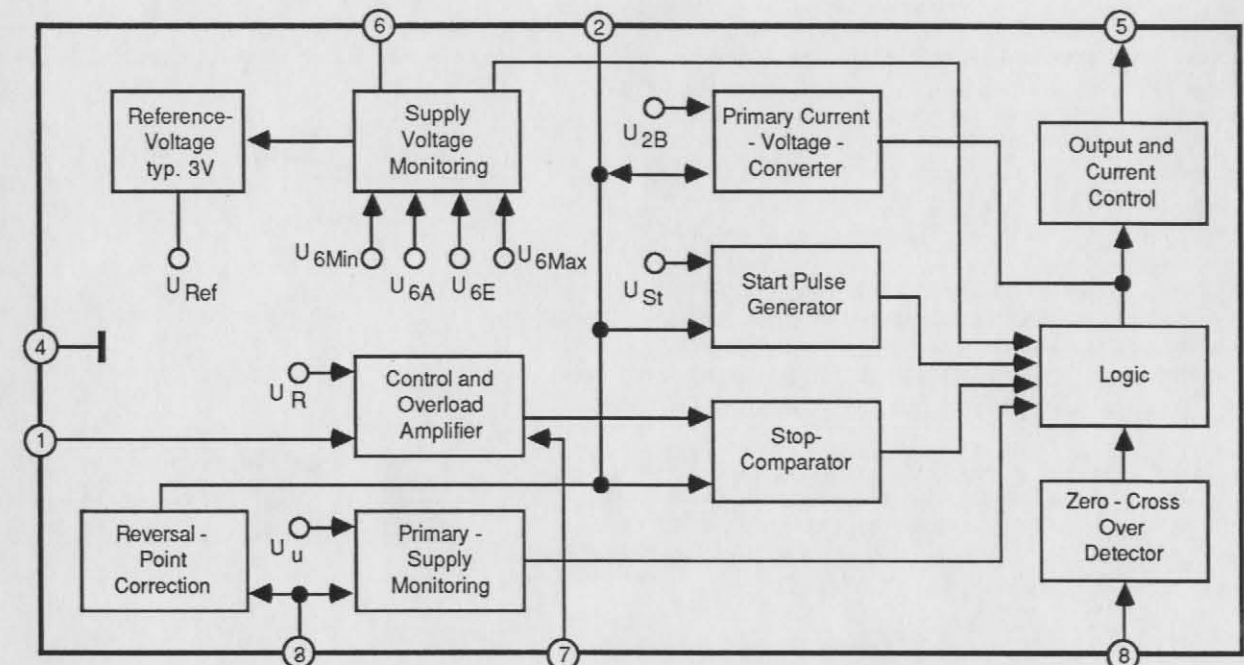 6
2
5
Reference-
Voltage
typ. 3V
Supply
Voltage
Monitoring
U2B
Primary Current
- Voltage -
Converter
Output and
Current
Control
URef
U6Min
U6A
U6E
U6Max
USt
Start Pulse
Generator
4
Logic
UR
Control and
Overload
Amplifier
1
Stop-
Comparator
Reversal -
Point
Correction
Uu
Primary -
Supply
Monitoring
Zero - Cross
Over
Detector
3
7
8